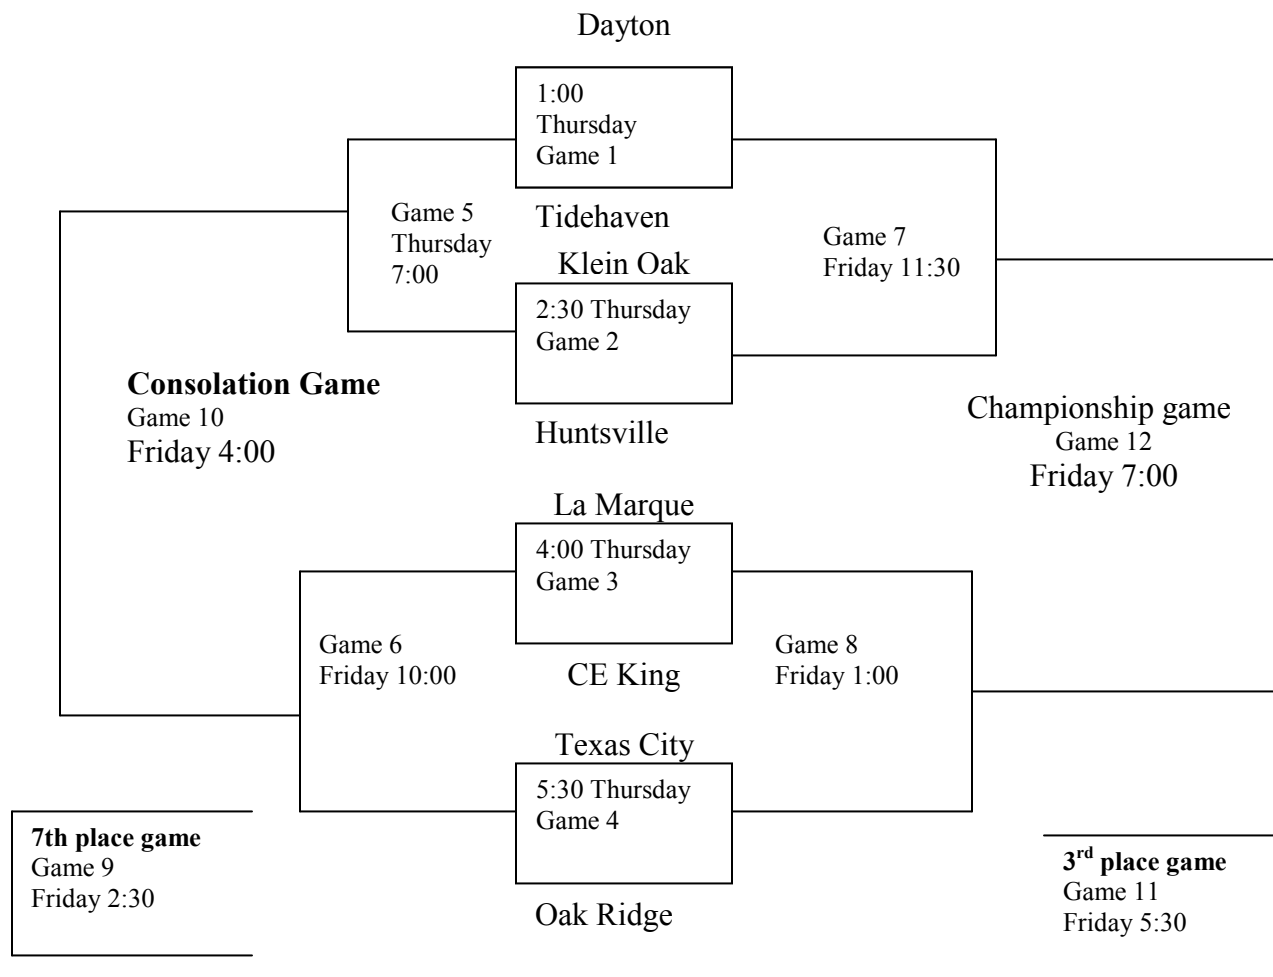 Dayton
1:00
Thursday
Game 1
Game 5
Thursday
7:00
Tidehaven
Klein Oak
Game 7
Friday 11:30
2:30 Thursday
Game 2
Huntsville
Consolation Game
Game 10
Friday 4:00
Championship game
Game 12
Friday 7:00
La Marque
4:00 Thursday
Game 3
Game 6
Friday 10:00
CE King
Game 8
Friday 1:00
Texas City
5:30 Thursday
Game 4
Oak Ridge
7th place game
Game 9
Friday 2:30
3rd place game
Game 11
Friday 5:30